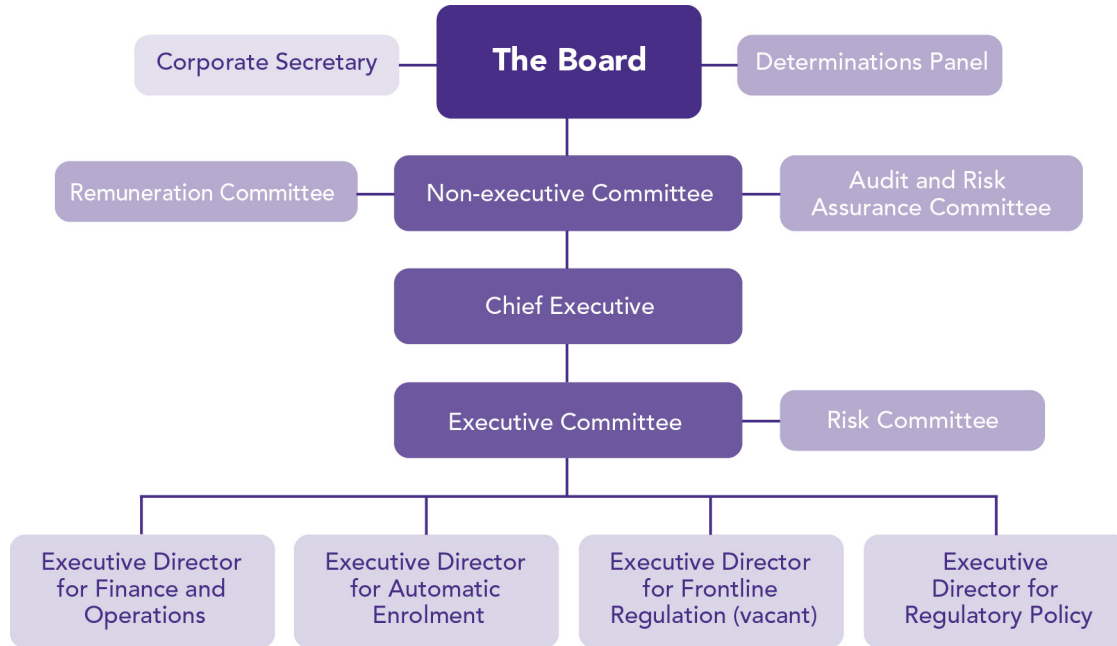 Corporate Secretary
The Board
Determinations Panel
Remuneration Committee
Non-executive Committee
Audit and Risk
Assurance Committee
Chief Executive
Executive Committee
Risk Committee
Executive Director
for Finance and
Operations
Executive Director
for Automatic
Enrolment
Executive Director
for Frontline
Regulation (vacant)
Executive
Director for
Regulatory Policy